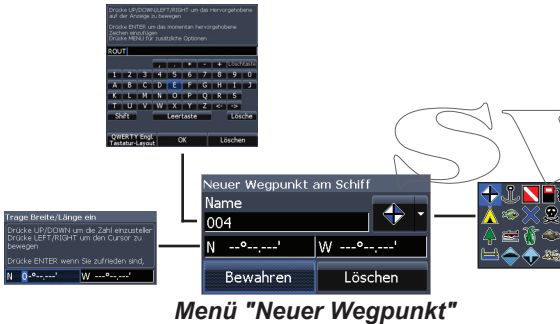 Drücke UP/DOWN/LEFT/RIGHT um das Hervorgehobene
auf der Anzeige zu bewegen
Drücke ENTER um das momentan hervorgehobene
Zeichen einzufügen
Drücke MENU für zusätzliche Optionen
ROUT
, . * - + Löschtaste
1 2 3 4 5 6 7 8 9 0
A B C D E F G H I J
K L M N O P Q R S
T U V W X Y Z <- ->
Shift Leertaste Lösche
QWERTY Engl. Tastatur-Layout OK Löschen
Neuer Wegpunkt am Schiff
Name
004
N --°--.---' W ---°--.---'
Bewahren Löschen
Trage Breite/Länge ein
Drücke UP/DOWN um die Zahl einzusteller
Drücke LEFT/RIGHT um den Cursor zu
bewegen
Drücke ENTER wenn Sie zufrieden sind,
N 0-°--.---' W ---°--.---'
Menü "Neuer Wegpunkt"